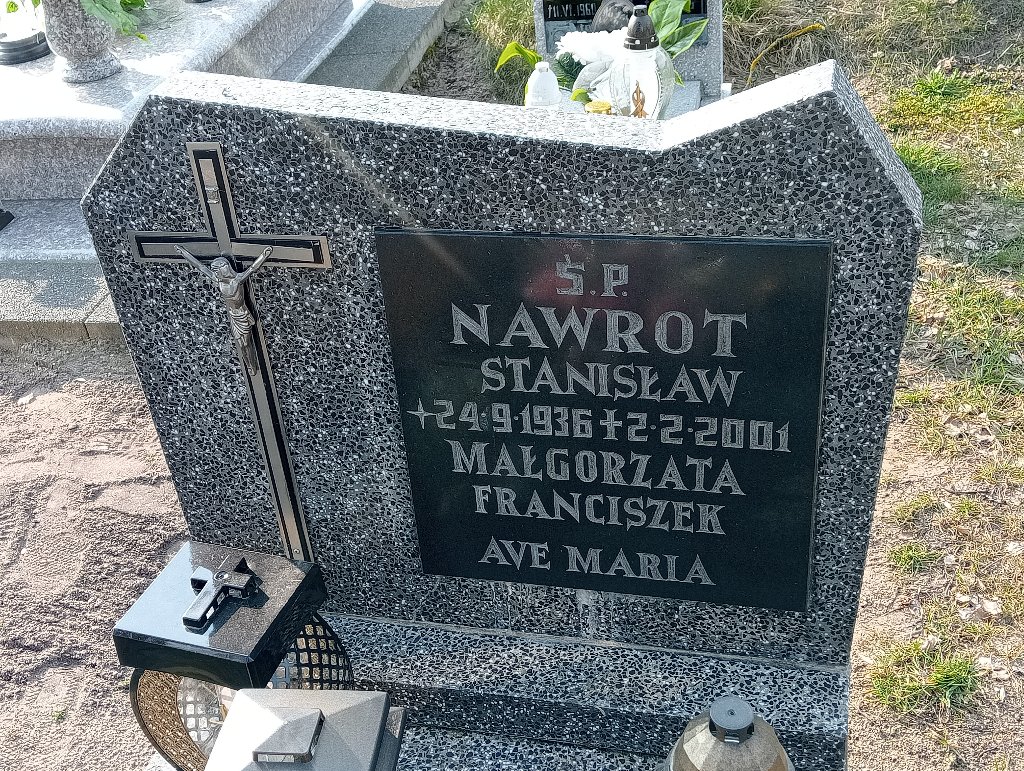 Ś.P.
NAWROT
STANISŁAW
24·9·1936 ✝ 2·2·2001
MAŁGORZATA
FRANCISZEK
AVE MARIA